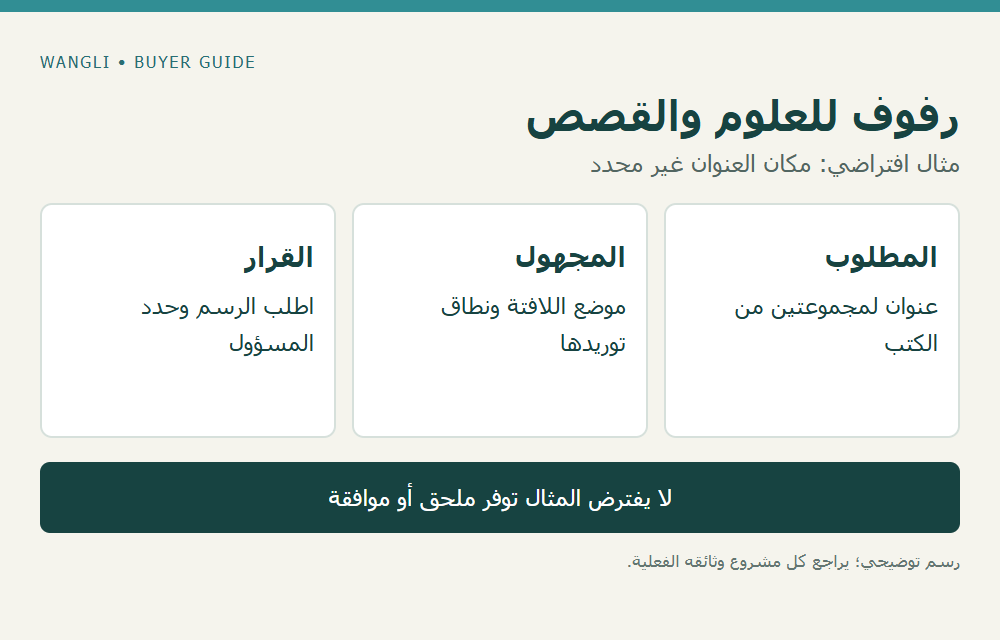 WANGLI • BUYER GUIDE
رفوف للعلوم والقصص
مثال افتراضي: مكان العنوان غير محدد
المطلوب
عنوان لمجموعتين من
الكتب
المجهول
موضع اللافتة ونطاق
توريدها
القرار
اطلب الرسم وحدد
المسؤول
لا يفترض المثال توفر ملحق أو موافقة
رسم توضيحي؛ يراجع كل مشروع وثائقه الفعلية.